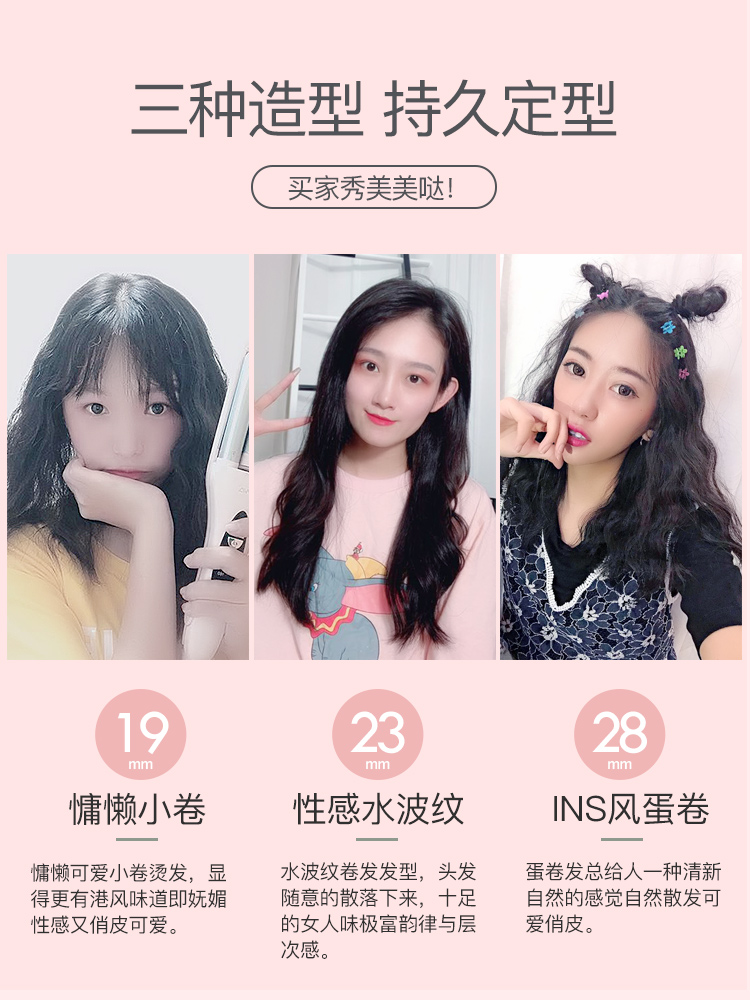 三种造型 持久定型
买家秀美美哒!
19
mm
慵懒小卷
慵懒可爱小卷烫发，显
得更有港风味道即妩媚
性感又俏皮可爱。
23
mm
性感水波纹
水波纹卷发发型，头发
随意的散落下来，十足
的女人味极富韵律与层
次感。
28
mm
INS风蛋卷
蛋卷发总给人一种清新
自然的感觉自然散发可
爱俏皮。